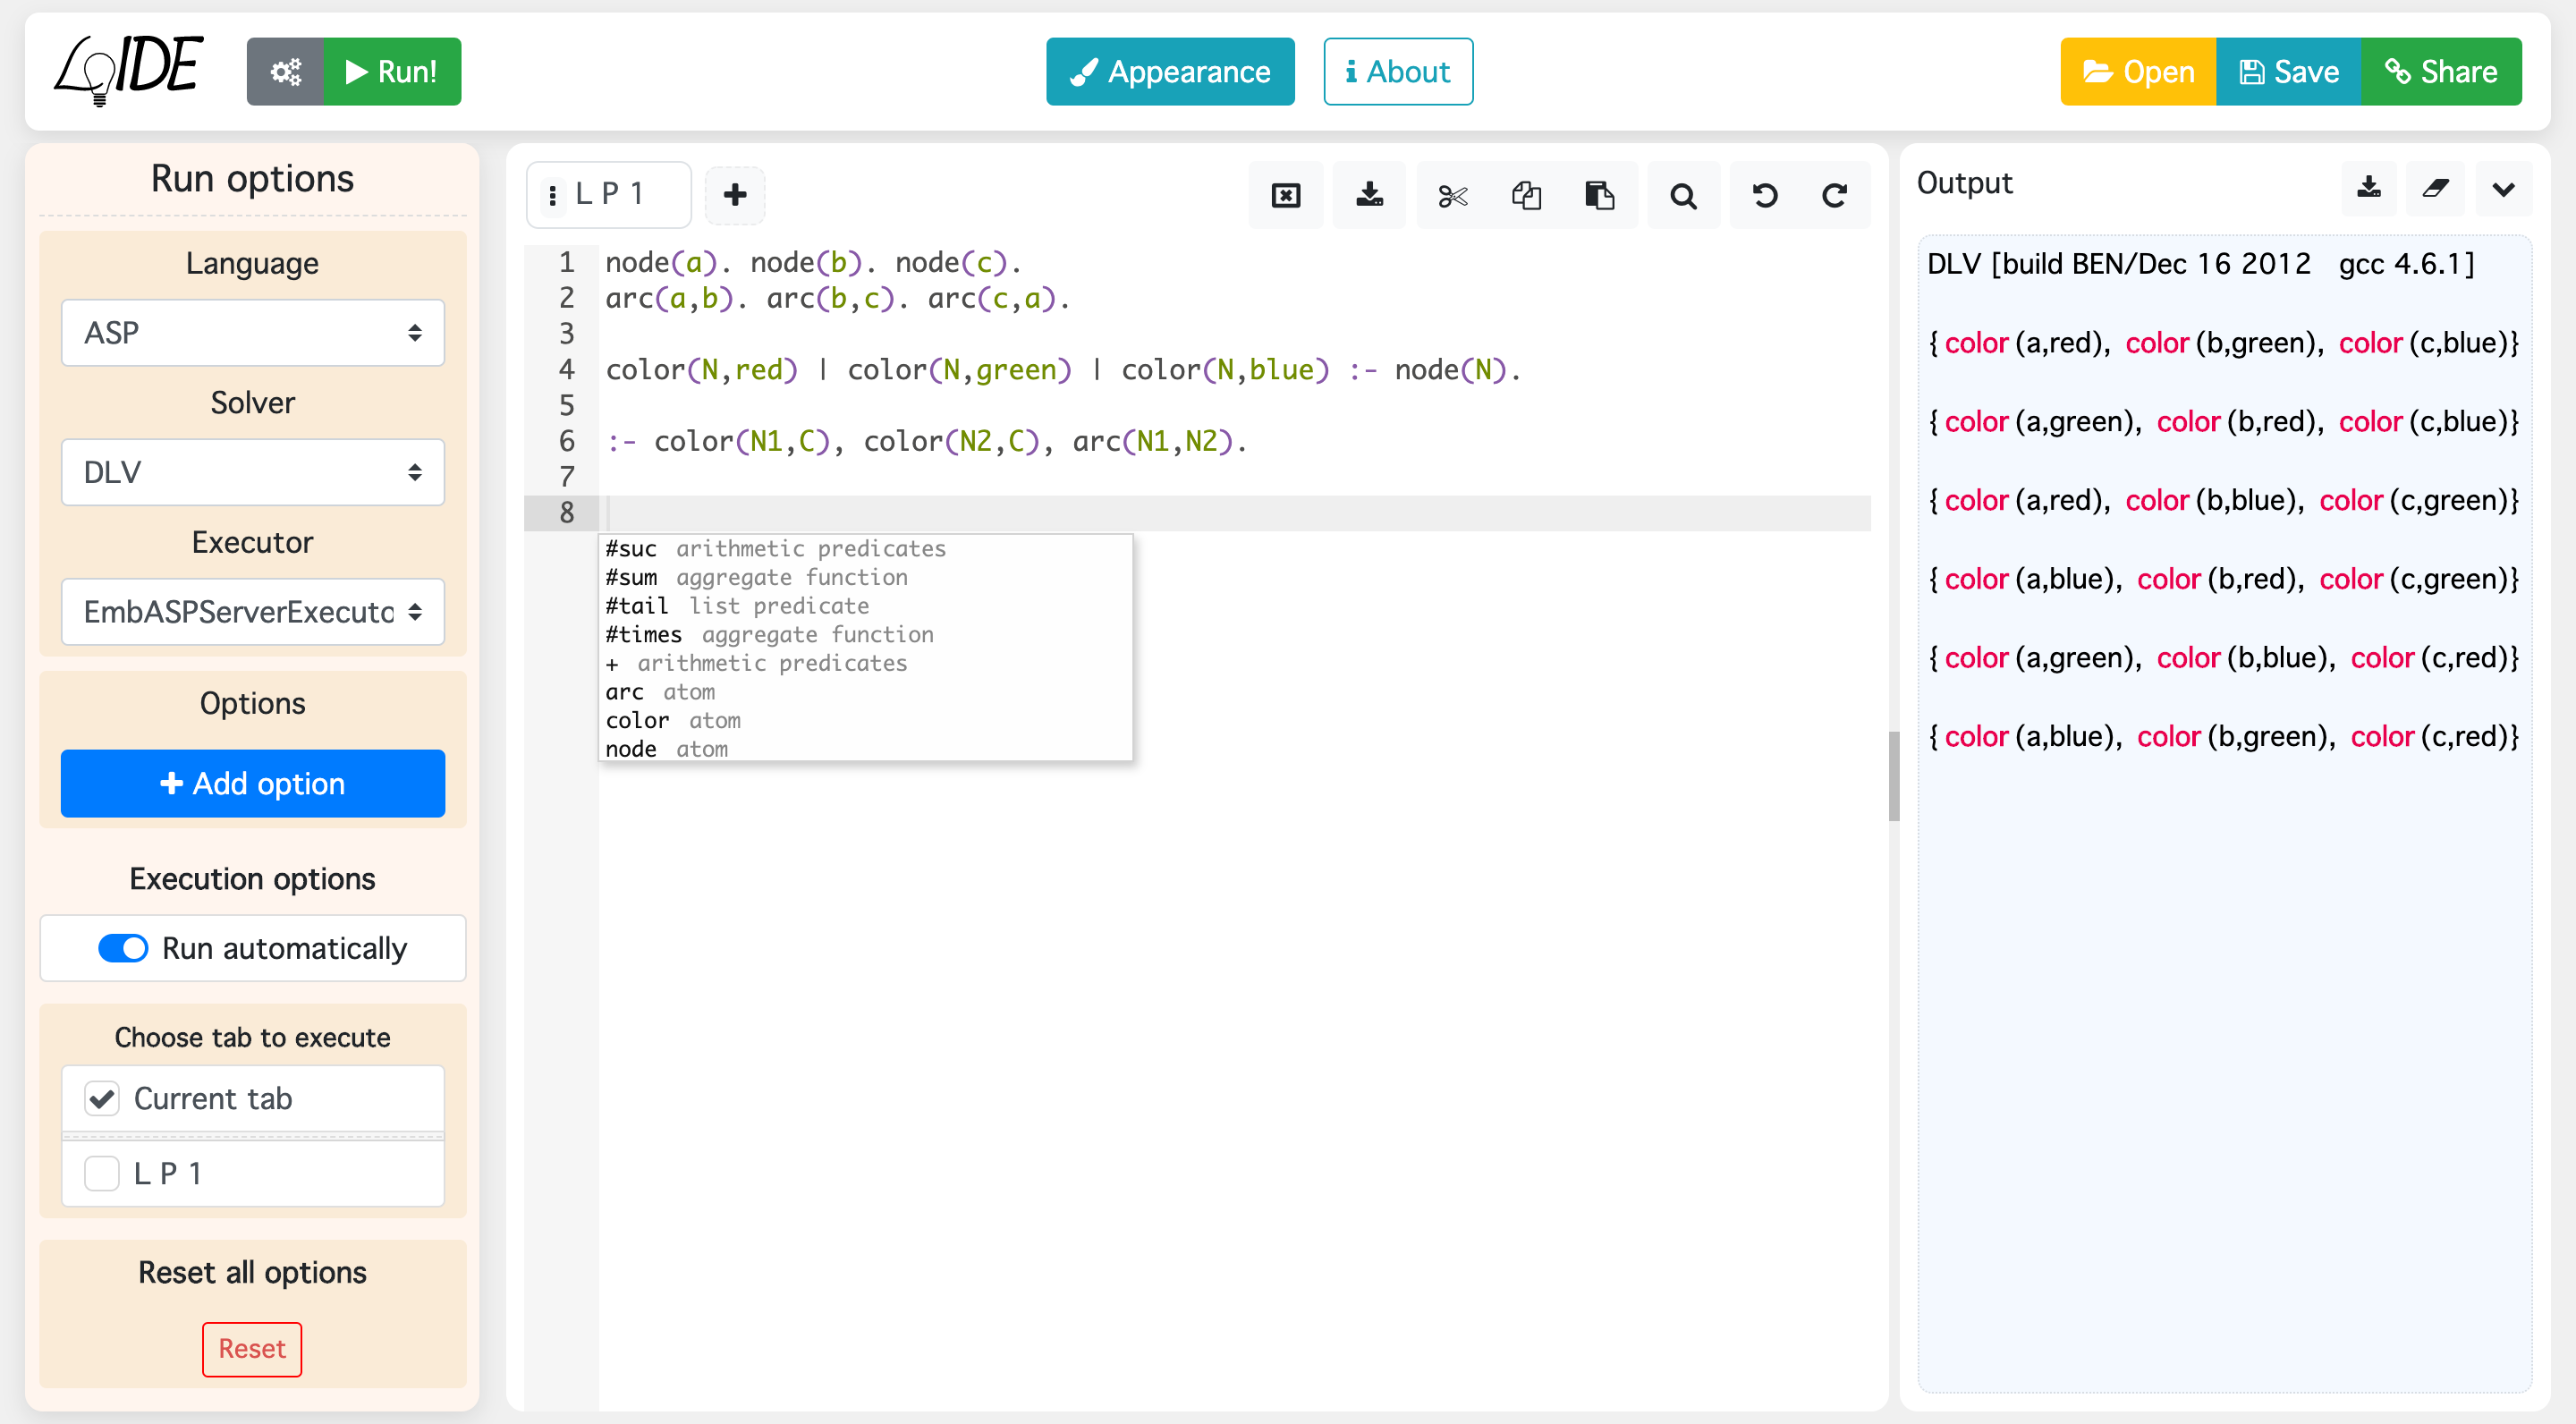 LoIDE
Run!
Appearance
About
Open
Save
Share
Run options
Language
ASP
Solver
DLV
Executor
EmbASPServerExecuto
Options
Add option
Execution options
Run automatically
Choose tab to execute
Current tab
L P 1
Reset all options
Reset
L P 1
1 node(a). node(b). node(c).
2 arc(a,b). arc(b,c). arc(c,a).
3
4 color(N,red) | color(N,green) | color(N,blue) :- node(N).
5
6 :- color(N1,C), color(N2,C), arc(N1,N2).
7
8
#suc arithmetic predicates
#sum aggregate function
#tail list predicate
#times aggregate function
+ arithmetic predicates
arc atom
color atom
node atom
Output
DLV [build BEN/Dec 16 2012 gcc 4.6.1]
{color(a,red), color(b,green), color(c,blue)}
{color(a,green), color(b,red), color(c,blue)}
{color(a,red), color(b,blue), color(c,green)}
{color(a,blue), color(b,red), color(c,green)}
{color(a,green), color(b,blue), color(c,red)}
{color(a,blue), color(b,green), color(c,red)}